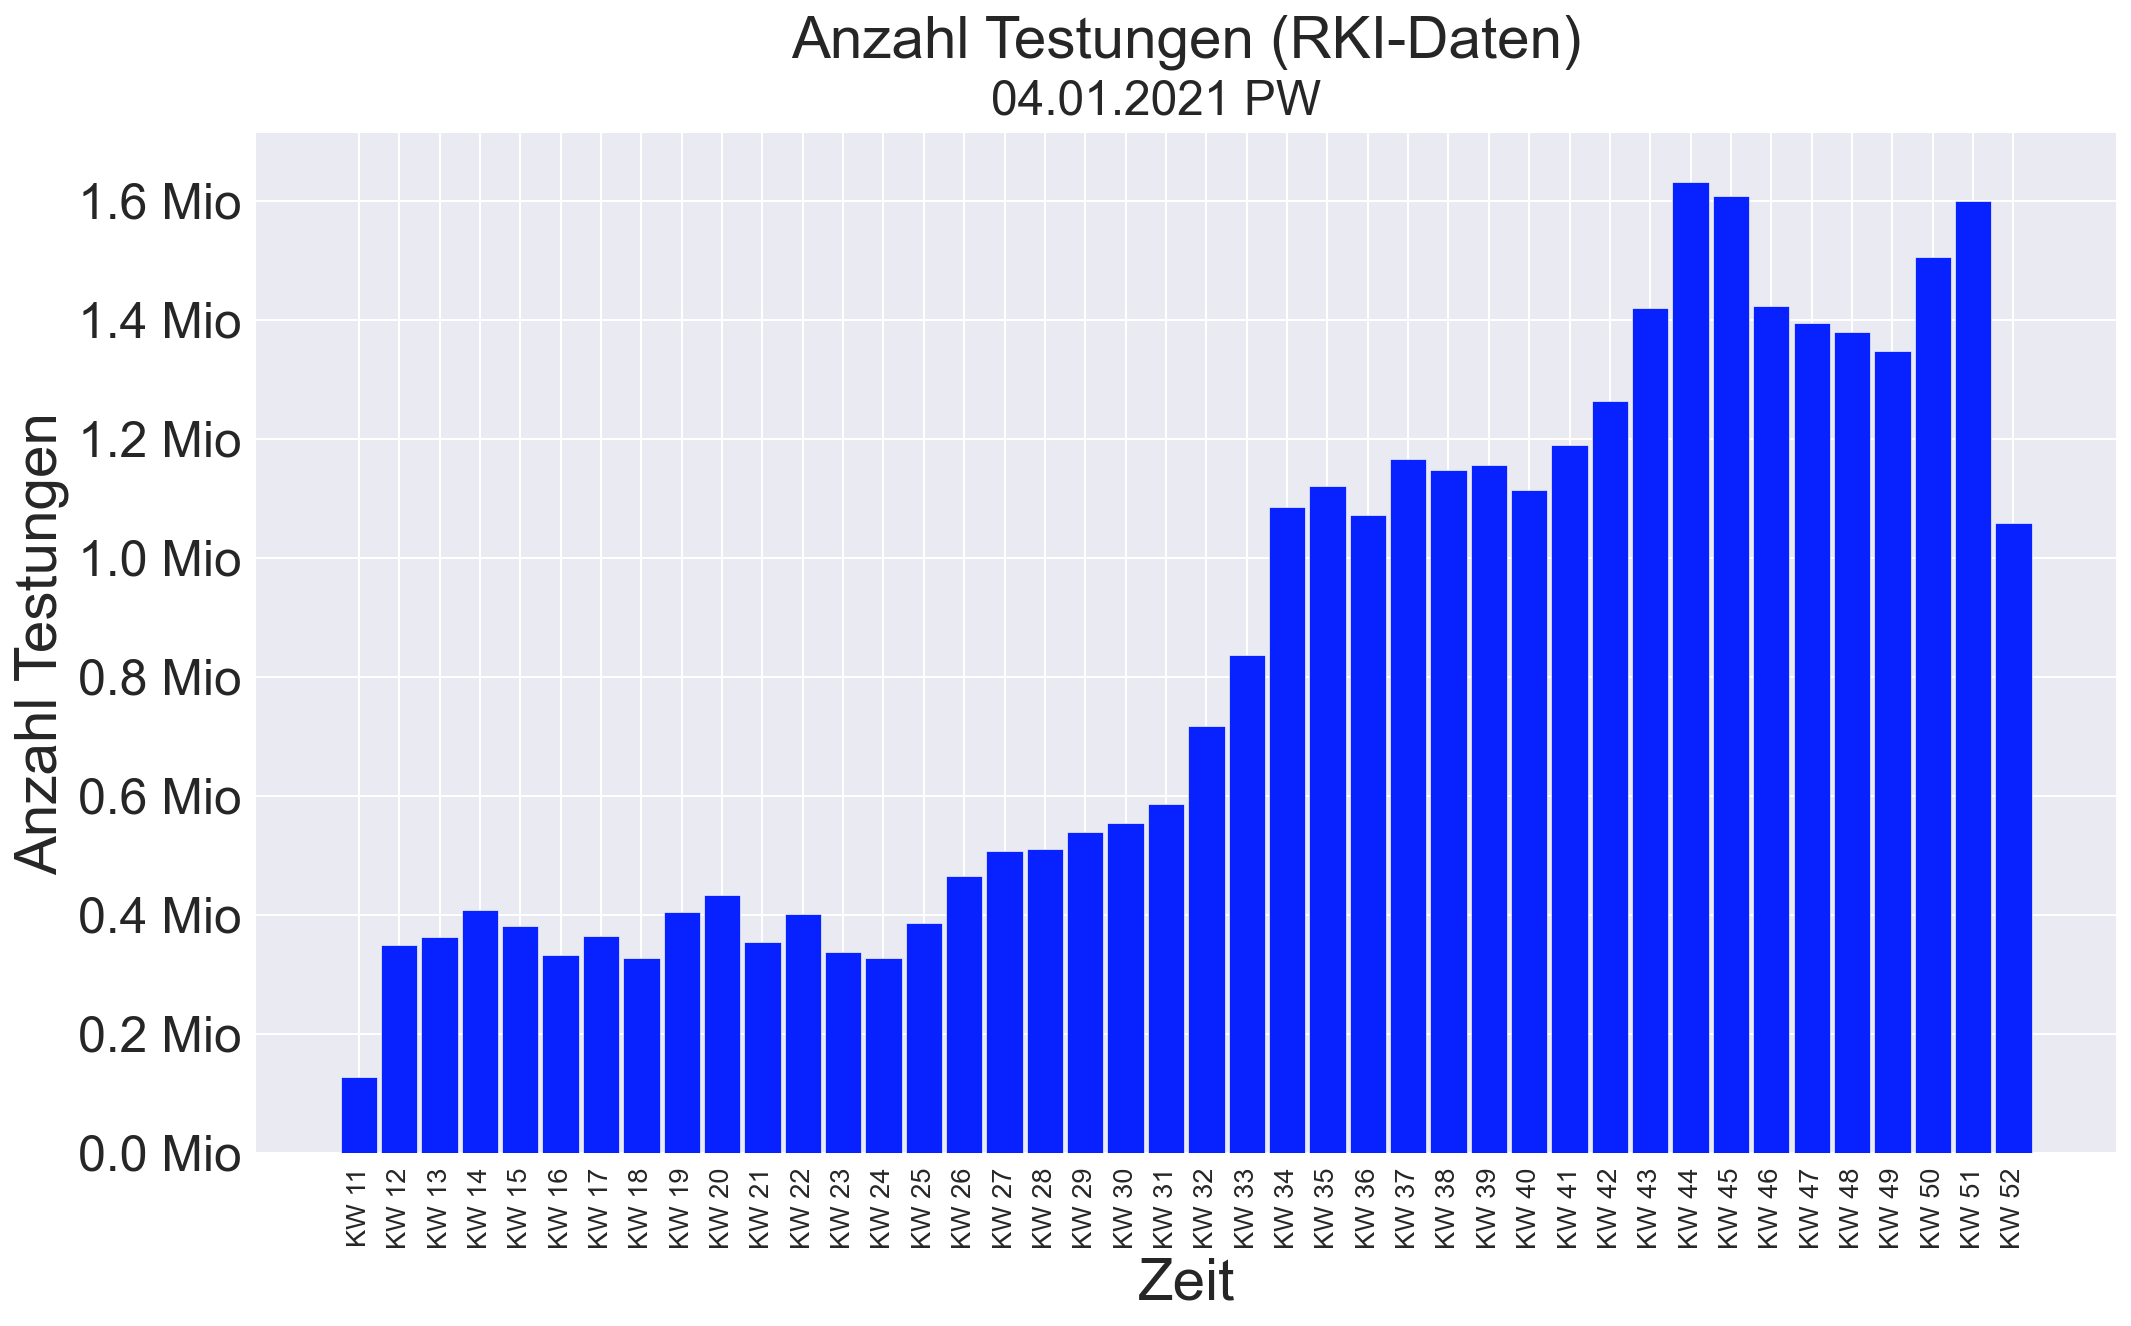 Anzahl Testungen (RKI-Daten)
04.01.2021 PW
Anzahl Testungen
1.6 Mio
1.4 Mio
1.2 Mio
1.0 Mio
0.8 Mio
0.6 Mio
0.4 Mio
0.2 Mio
0.0 Mio
KW 11
KW 12
KW 13
KW 14
KW 15
KW 16
KW 17
KW 18
KW 19
KW 20
KW 21
KW 22
KW 23
KW 24
KW 25
KW 26
KW 27
KW 28
KW 29
KW 30
KW 31
KW 32
KW 33
KW 34
KW 35
KW 36
KW 37
KW 38
KW 39
KW 40
KW 41
KW 42
KW 43
KW 44
KW 45
KW 46
KW 47
KW 48
KW 49
KW 50
KW 51
KW 52
Zeit